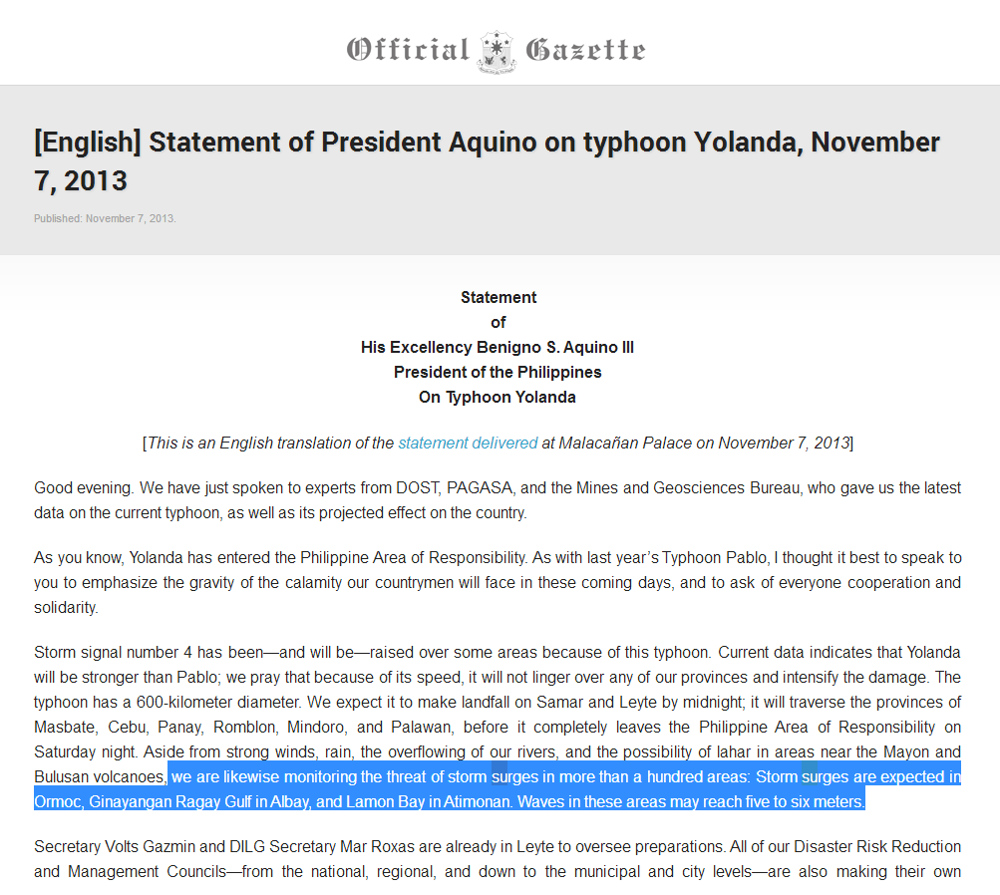 Official Gazette
[English] Statement of President Aquino on typhoon Yolanda, November
7, 2013
Published: November 7, 2013.
Statement
of
His Excellency Benigno S. Aquino III
President of the Philippines
On Typhoon Yolanda
[This is an English translation of the statement delivered at Malacañan Palace on November 7, 2013]
Good evening. We have just spoken to experts from DOST, PAGASA, and the Mines and Geosciences Bureau, who gave us the latest
data on the current typhoon, as well as its projected effect on the country.
As you know, Yolanda has entered the Philippine Area of Responsibility. As with last year’s Typhoon Pablo, I thought it best to speak to
you to emphasize the gravity of the calamity our countrymen will face in these coming days, and to ask of everyone cooperation and
solidarity.
Storm signal number 4 has been—and will be—raised over some areas because of this typhoon. Current data indicates that Yolanda
will be stronger than Pablo; we pray that because of its speed, it will not linger over any of our provinces and intensify the damage. The
typhoon has a 600-kilometer diameter. We expect it to make landfall on Samar and Leyte by midnight; it will traverse the provinces of
Masbate, Cebu, Panay, Romblon, Mindoro, and Palawan, before it completely leaves the Philippine Area of Responsibility on
Saturday night. Aside from strong winds, rain, the overflowing of our rivers, and the possibility of lahar in areas near the Mayon and
Bulusan volcanoes, we are likewise monitoring the threat of storm surges in more than a hundred areas: Storm surges are expected in
Ormoc, Ginayangan Ragay Gulf in Albay, and Lamon Bay in Atimonan. Waves in these areas may reach five to six meters.
Secretary Volts Gazmin and DILG Secretary Mar Roxas are already in Leyte to oversee preparations. All of our Disaster Risk Reduction
and Management Councils—from the national, regional, and down to the municipal and city levels—are also making their own